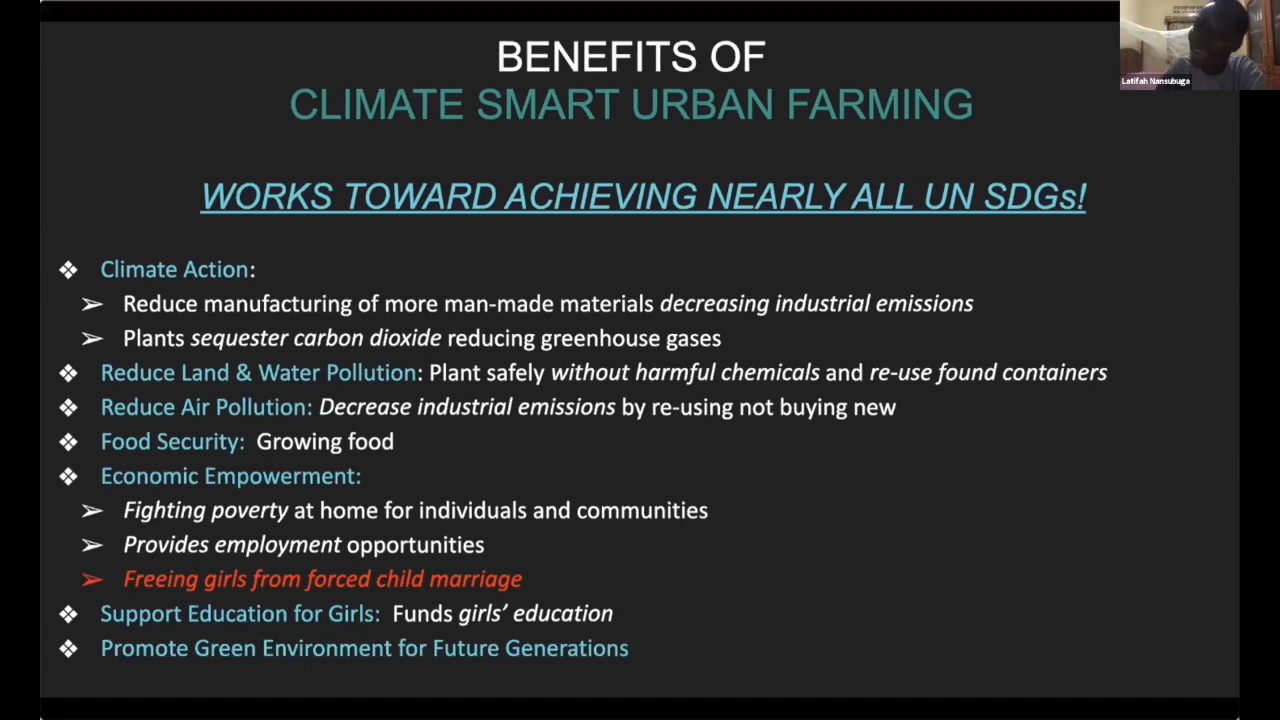 BENEFITS OF
CLIMATE SMART URBAN FARMING
Latifah Nansubuga
WORKS TOWARD ACHIEVING NEARLY ALL UN SDGs!
❖ Climate Action:
➢ Reduce manufacturing of more man-made materials decreasing industrial emissions
➢ Plants sequester carbon dioxide reducing greenhouse gases
❖ Reduce Land & Water Pollution: Plant safely without harmful chemicals and re-use found containers
❖ Reduce Air Pollution: Decrease industrial emissions by re-using not buying new
❖ Food Security: Growing food
❖ Economic Empowerment:
➢ Fighting poverty at home for individuals and communities
➢ Provides employment opportunities
➢ Freeing girls from forced child marriage
❖ Support Education for Girls: Funds girls’ education
❖ Promote Green Environment for Future Generations